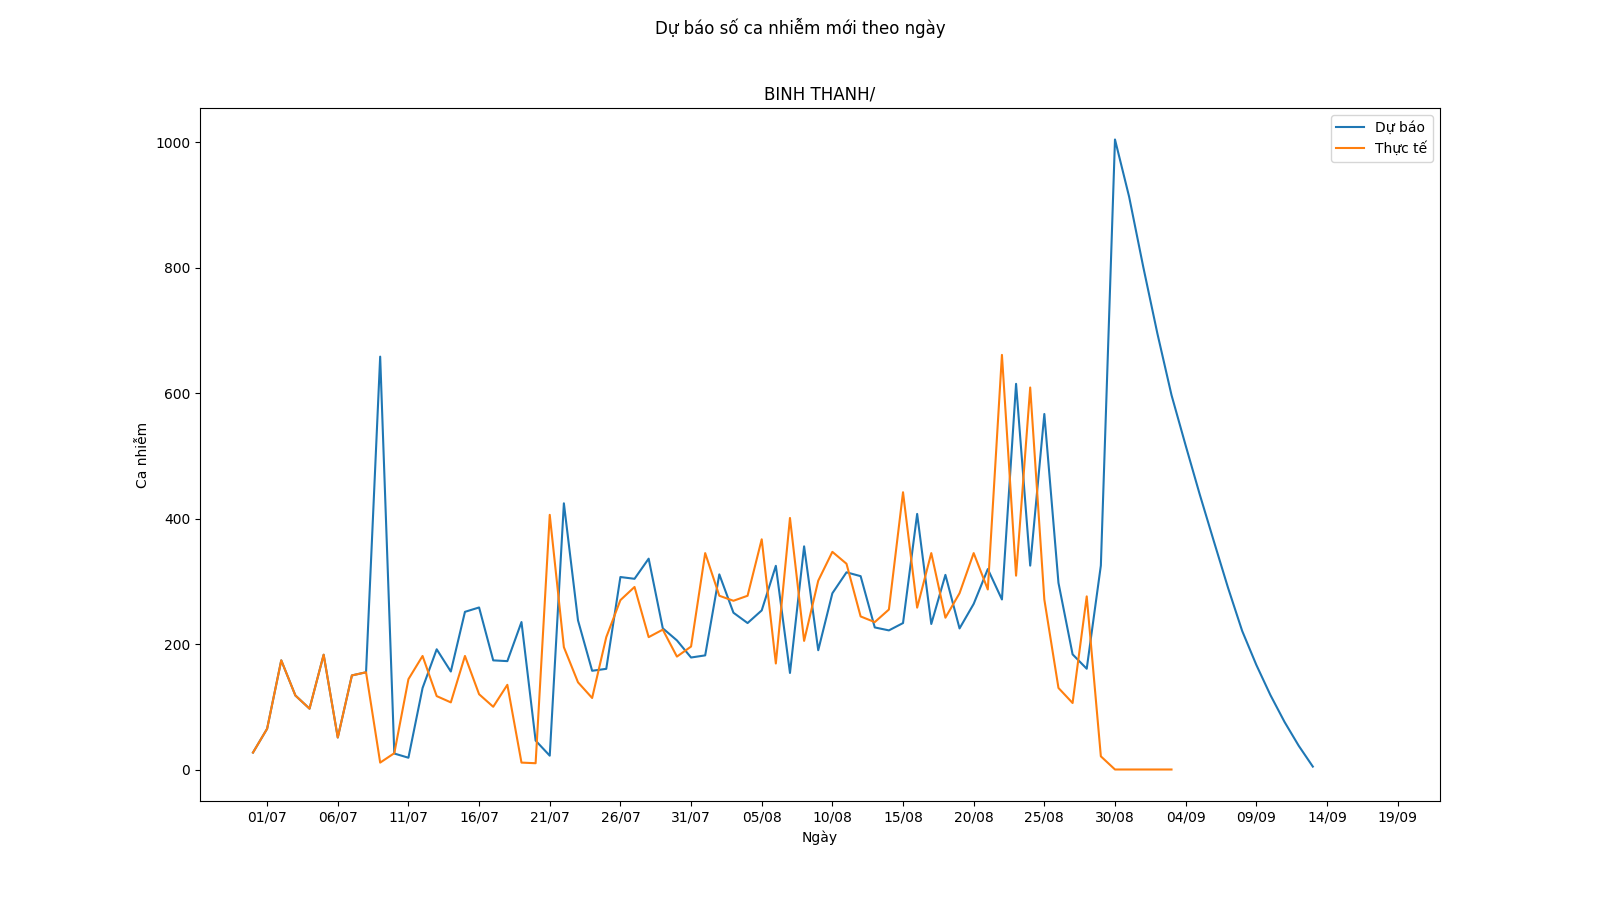 Dự báo số ca nhiễm mới theo ngày
BINH THANH/
Dự báo
Thực tế
1000
800
600
400
200
0
Ca nhiễm
01/07 06/07 11/07 16/07 21/07 26/07 31/07 05/08 10/08 15/08 20/08 25/08 30/08 04/09 09/09 14/09 19/09
Ngày